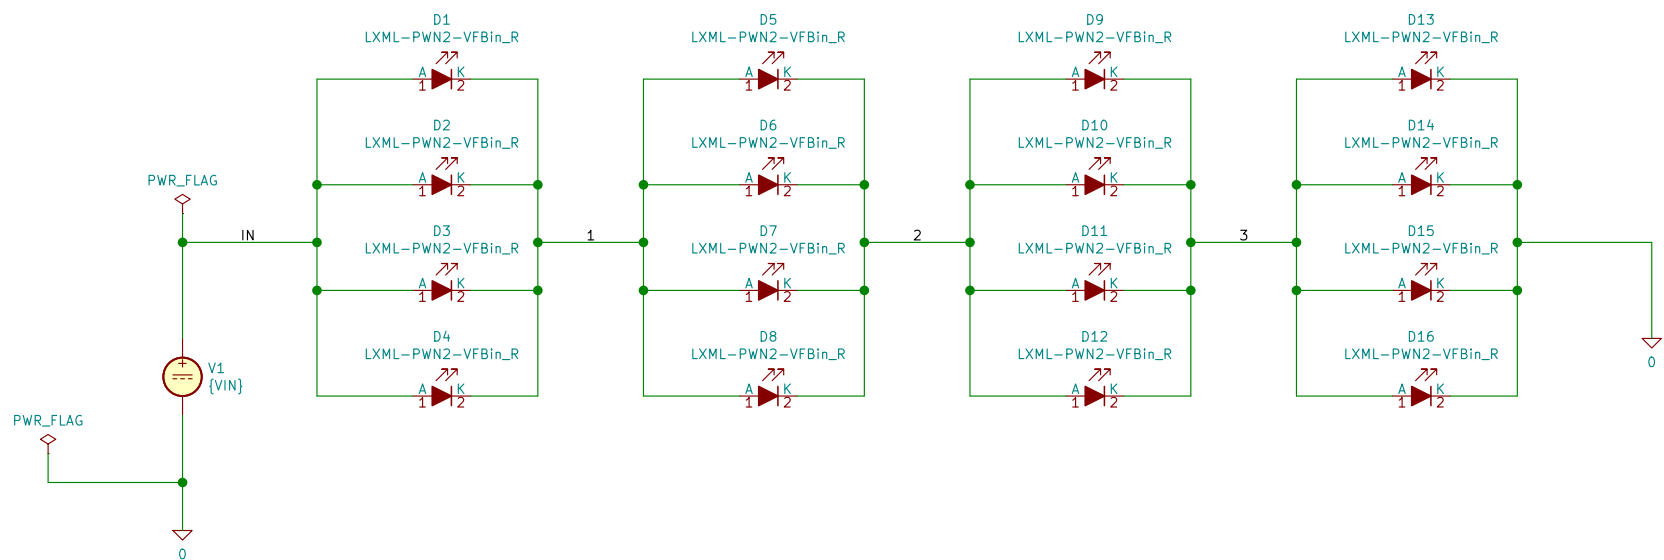 D1
LXML-PWN2-VFBin_R
A K
1 2
D5
LXML-PWN2-VFBin_R
A K
1 2
D9
LXML-PWN2-VFBin_R
A K
1 2
D13
LXML-PWN2-VFBin_R
A K
1 2
D2
LXML-PWN2-VFBin_R
A K
1 2
D6
LXML-PWN2-VFBin_R
A K
1 2
D10
LXML-PWN2-VFBin_R
A K
1 2
D14
LXML-PWN2-VFBin_R
A K
1 2
PWR_FLAG
IN
D3
LXML-PWN2-VFBin_R
A K
1 2
1
D7
LXML-PWN2-VFBin_R
A K
1 2
2
D11
LXML-PWN2-VFBin_R
A K
1 2
3
D15
LXML-PWN2-VFBin_R
A K
1 2
D4
LXML-PWN2-VFBin_R
A K
1 2
D8
LXML-PWN2-VFBin_R
A K
1 2
D12
LXML-PWN2-VFBin_R
A K
1 2
D16
LXML-PWN2-VFBin_R
A K
1 2
0
V1
{VIN}
PWR_FLAG
0